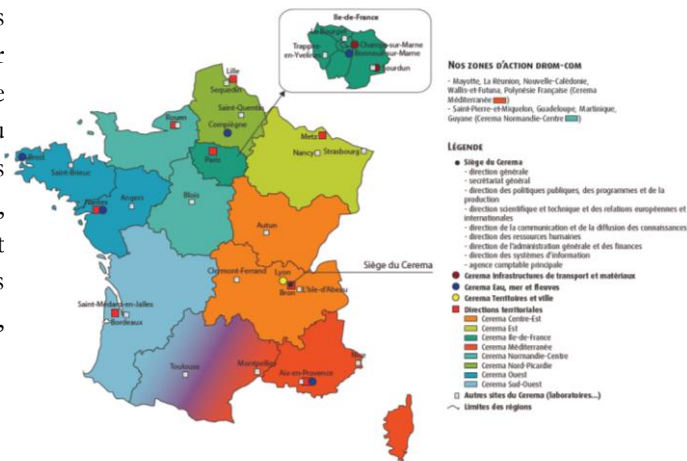 s
r
e
u
s
,
t
s
,
Ile-de-France
Le Bourget
Trappes-
en-Yvelines
Champs-sur-Marne
Bonneuil-sur-Marne
Sourdun
Lille
Sequedin
Saint-Quentin
Rouen
Compiègne
Metz
Nancy
Strasbourg
Paris
Brest
Saint-Brieuc
Angers
Nantes
Blois
Autun
Clermont-Ferrand
Lyon
Bron
L'Isle-d'Abeau
Siège du Cerema
Saint-Médard-en-Jalles
Bordeaux
Toulouse
Montpellier
Aix-en-Provence
Nice
NOS ZONES D'ACTION DROM-COM
- Mayotte, La Réunion, Nouvelle-Calédonie,
Wallis-et-Futuna, Polynésie Française (Cerema
Méditerranée )
- Saint-Pierre-et-Miquelon, Guadeloupe, Martinique,
Guyane (Cerema Normandie-Centre )
LÉGENDE
Siège du Cerema
- direction générale
- secrétariat général
- direction des politiques publiques, des programmes et de la
production
- direction scientifique et technique et des relations européennes et
internationales
- direction de la communication et de la diffusion des connaissances
- direction des ressources humaines
- direction de l'administration générale et des finances
- direction des systèmes d'information
- agence comptable principale
Cerema Infrastructures de transport et matériaux
Cerema Eau, mer et fleuves
Cerema Territoires et ville
Directions territoriales
Cerema Centre-Est
Cerema Est
Cerema Ile-de-France
Cerema Méditerranée
Cerema Normandie-Centre
Cerema Nord-Picardie
Cerema Ouest
Cerema Sud-Ouest
Autres sites du Cerema (laboratoires...)
Limites des régions